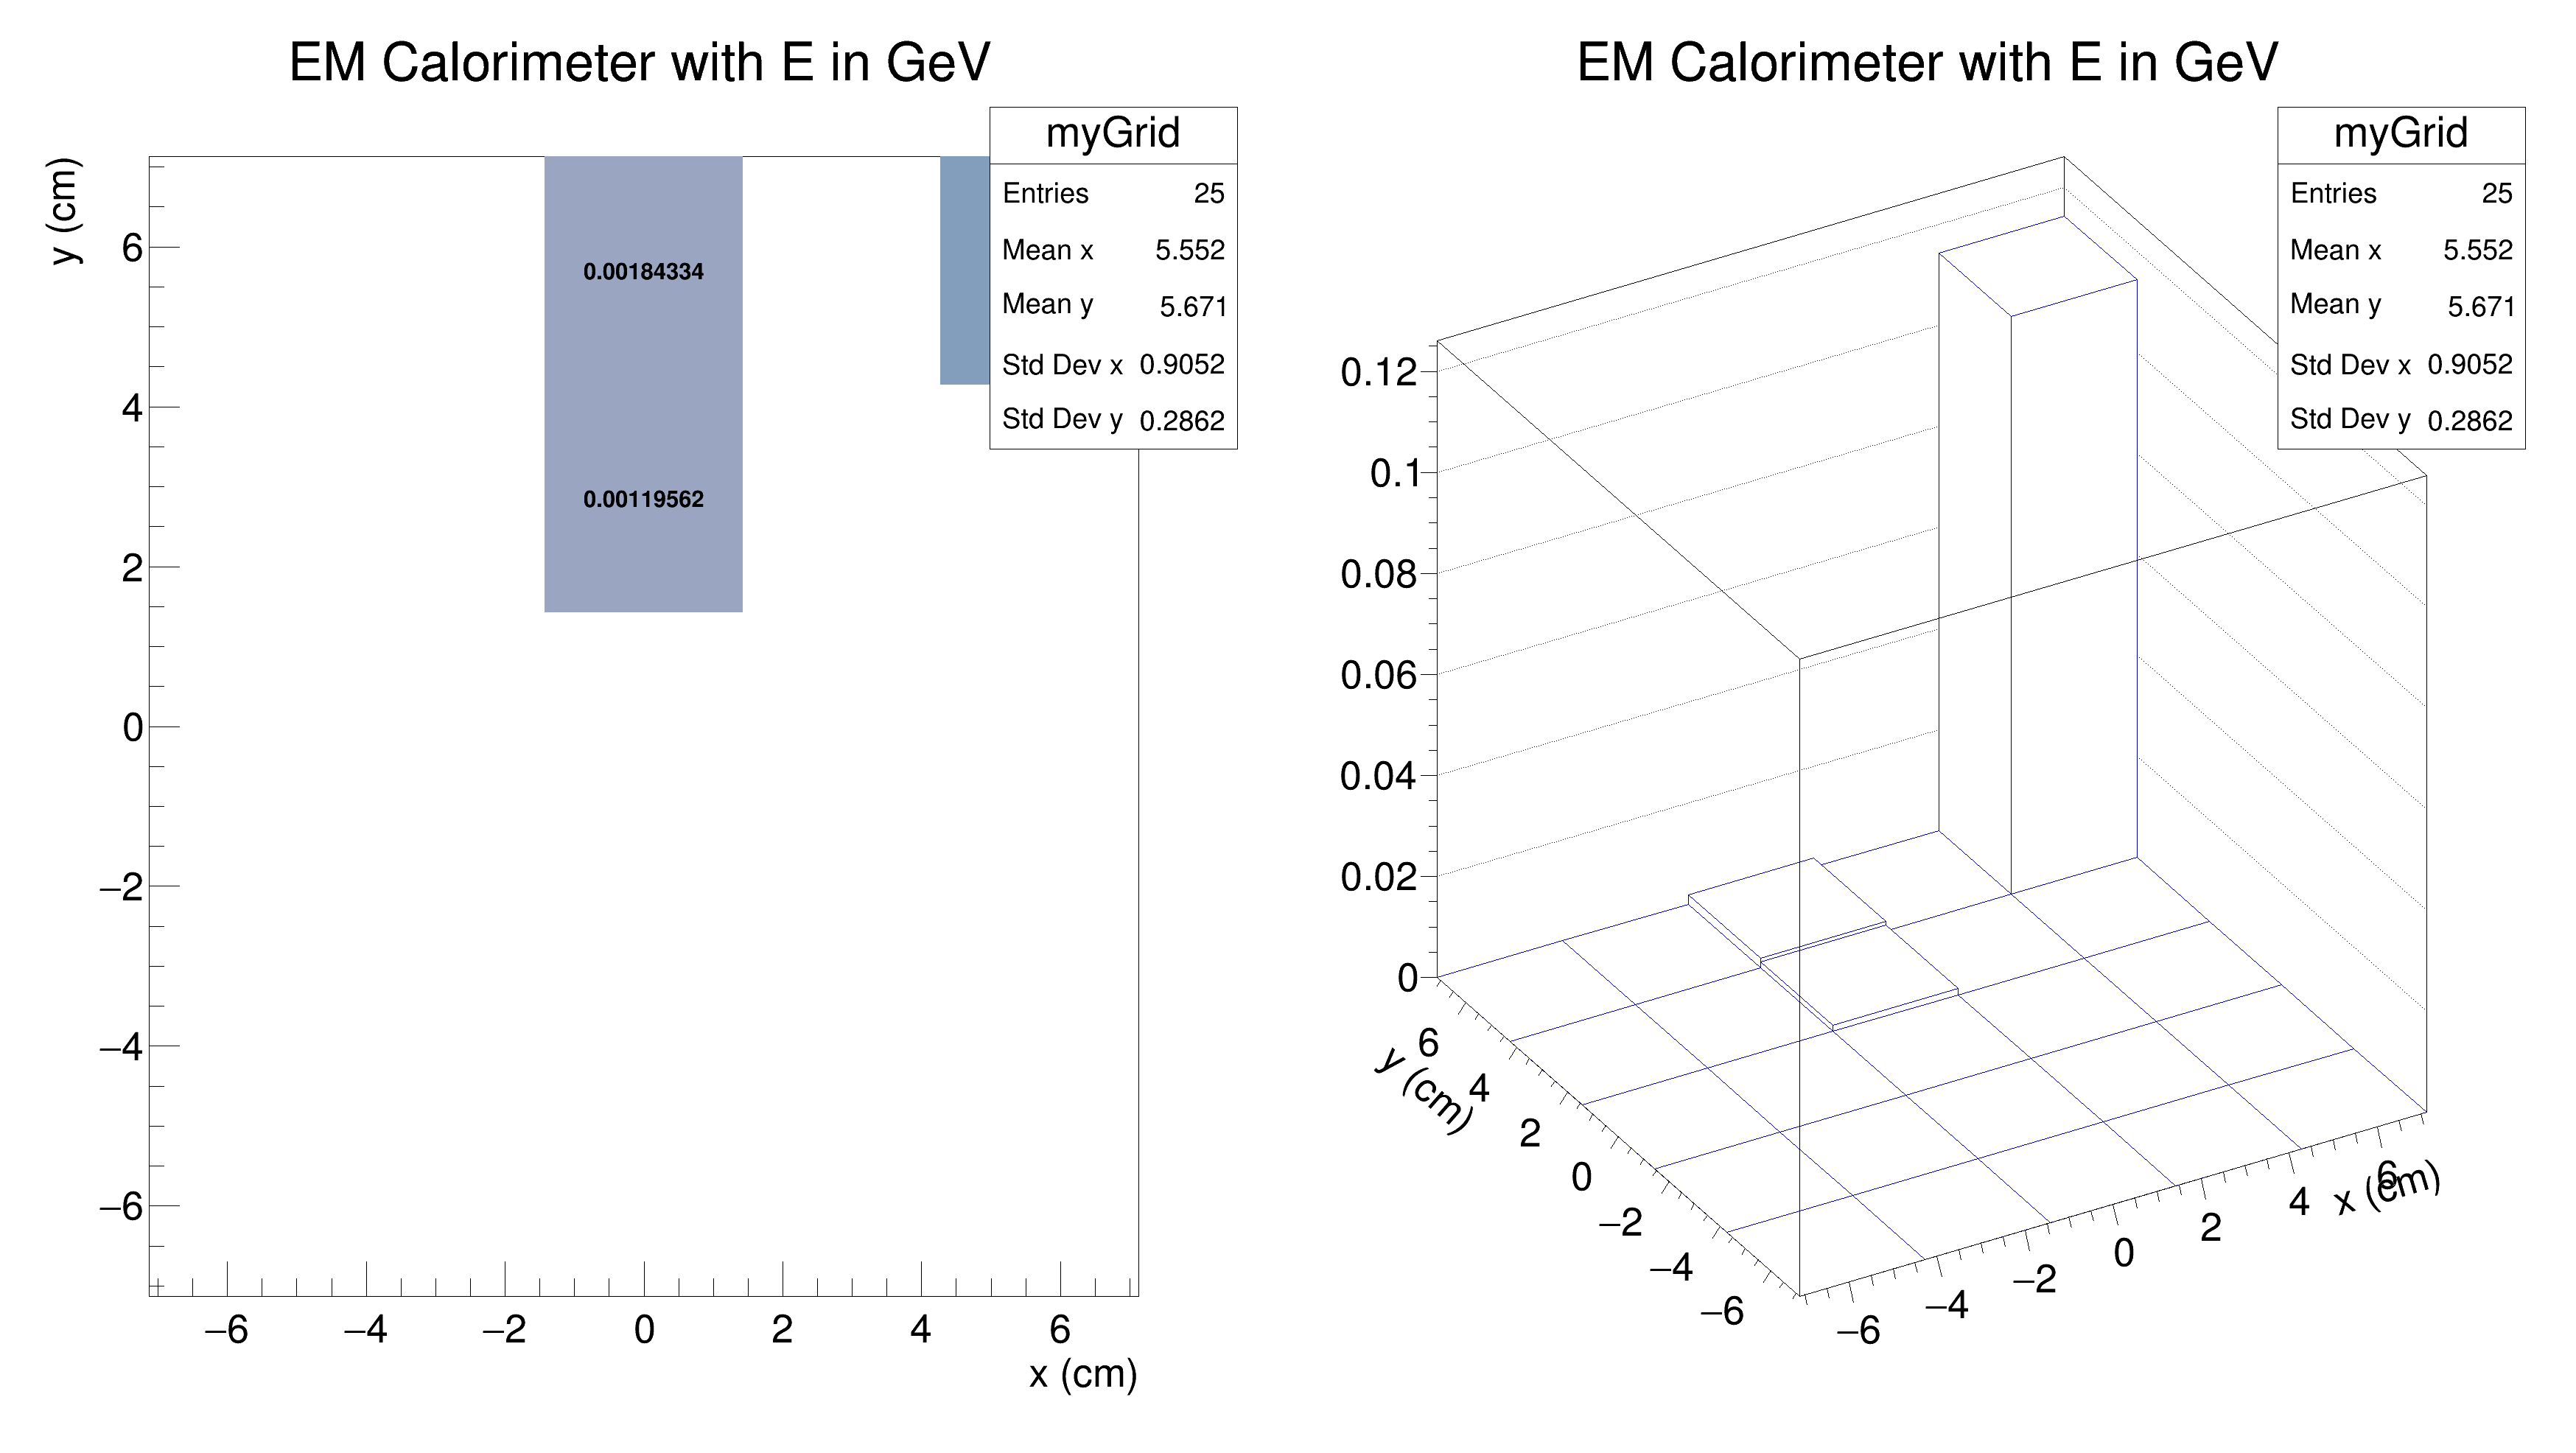 EM Calorimeter with E in GeV
myGrid
Entries 25
Mean x 5.552
Mean y 5.671
Std Dev x 0.9052
Std Dev y 0.2862
y (cm)
6
4
2
0
−2
−4
−6
0.00184334
0.00119562
−6 −4 −2 0 2 4 6
x (cm)
EM Calorimeter with E in GeV
myGrid
Entries 25
Mean x 5.552
Mean y 5.671
Std Dev x 0.9052
Std Dev y 0.2862
0.12
0.1
0.08
0.06
0.04
0.02
0
6
4
2
0
−2
−4
−6
y (cm)
−6
−4
−2
0
2
4
6
x (cm)